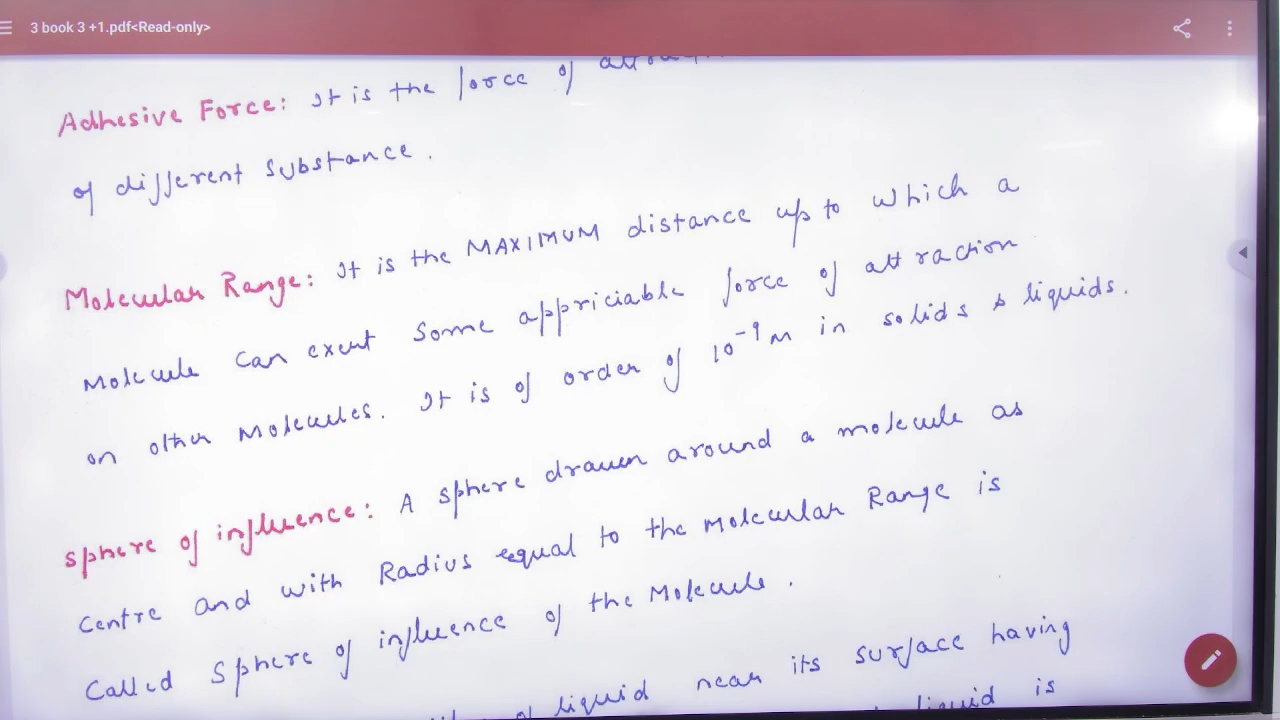 3 book 3 +1.pdf<Read-only>
Adhesive Force: It is the force of
of different substance.
Molecular Range: It is the MAXIMUM distance up to which a
Molecule can exert some appriciable force of attraction
on other Molecules. It is of order of 10⁻⁹m in solids & liquids.
Sphere of influence: A sphere drawn around a molecule as
centre and with Radius equal to the Molecular Range is
Called Sphere of influence of the Molecule.
of liquid near its surface having
liquid is